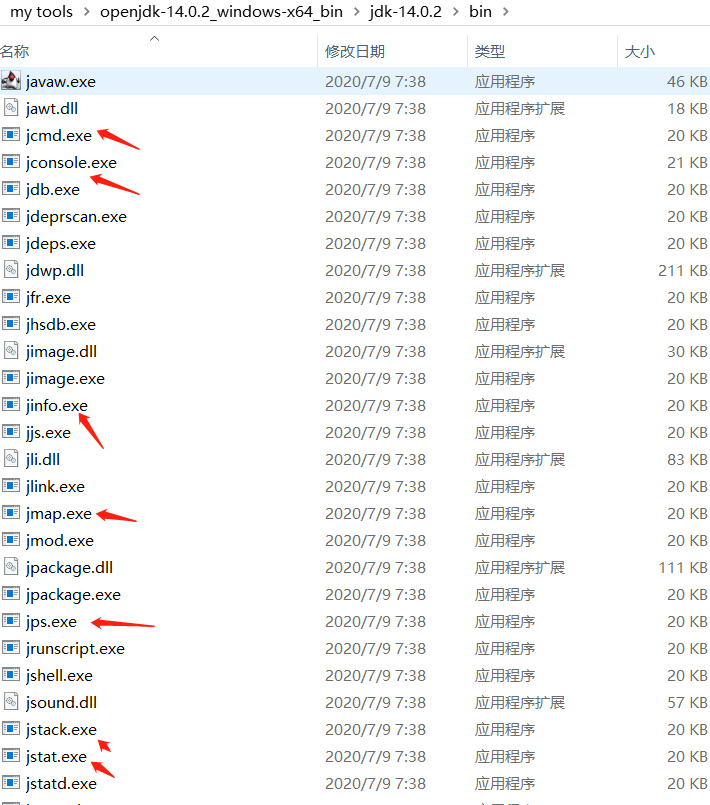 my tools > openjdk-14.0.2_windows-x64_bin > jdk-14.0.2 > bin >
名称 修改日期 类型 大小
javaw.exe 2020/7/9 7:38 应用程序 46 KB
jawt.dll 2020/7/9 7:38 应用程序扩展 18 KB
jcmd.exe 2020/7/9 7:38 应用程序 20 KB
jconsole.exe 2020/7/9 7:38 应用程序 21 KB
jdb.exe 2020/7/9 7:38 应用程序 20 KB
jdeprscan.exe 2020/7/9 7:38 应用程序 20 KB
jdeps.exe 2020/7/9 7:38 应用程序 20 KB
jdwp.dll 2020/7/9 7:38 应用程序扩展 211 KB
jfr.exe 2020/7/9 7:38 应用程序 20 KB
jhsdb.exe 2020/7/9 7:38 应用程序 20 KB
jimage.dll 2020/7/9 7:38 应用程序扩展 30 KB
jimage.exe 2020/7/9 7:38 应用程序 20 KB
jinfo.exe 2020/7/9 7:38 应用程序 20 KB
jjs.exe 2020/7/9 7:38 应用程序 20 KB
jli.dll 2020/7/9 7:38 应用程序扩展 83 KB
jlink.exe 2020/7/9 7:38 应用程序 20 KB
jmap.exe 2020/7/9 7:38 应用程序 20 KB
jmod.exe 2020/7/9 7:38 应用程序 20 KB
jpackage.dll 2020/7/9 7:38 应用程序扩展 111 KB
jpackage.exe 2020/7/9 7:38 应用程序 20 KB
jps.exe 2020/7/9 7:38 应用程序 20 KB
jrunscript.exe 2020/7/9 7:38 应用程序 20 KB
jshell.exe 2020/7/9 7:38 应用程序 20 KB
jsound.dll 2020/7/9 7:38 应用程序扩展 57 KB
jstack.exe 2020/7/9 7:38 应用程序 20 KB
jstat.exe 2020/7/9 7:38 应用程序 20 KB
jstatd.exe 2020/7/9 7:38 应用程序 20 KB